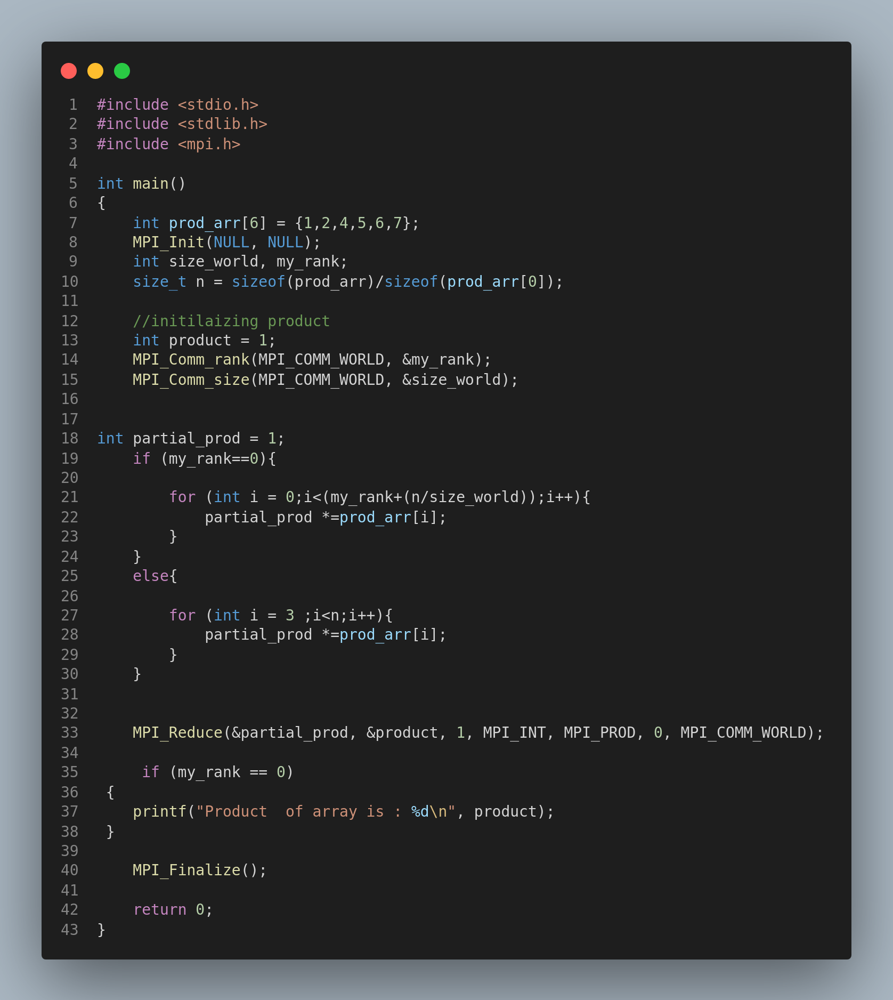 1 #include <stdio.h>
2 #include <stdlib.h>
3 #include <mpi.h>
4
5 int main()
6 {
7     int prod_arr[6] = {1,2,4,5,6,7};
8     MPI_Init(NULL, NULL);
9     int size_world, my_rank;
10     size_t n = sizeof(prod_arr)/sizeof(prod_arr[0]);
11
12     //initilaizing product
13     int product = 1;
14     MPI_Comm_rank(MPI_COMM_WORLD, &my_rank);
15     MPI_Comm_size(MPI_COMM_WORLD, &size_world);
16
17
18 int partial_prod = 1;
19     if (my_rank==0){
20
21         for (int i = 0;i<(my_rank+(n/size_world));i++){
22             partial_prod *=prod_arr[i];
23         }
24     }
25     else{
26
27         for (int i = 3 ;i<n;i++){
28             partial_prod *=prod_arr[i];
29         }
30     }
31
32
33     MPI_Reduce(&partial_prod, &product, 1, MPI_INT, MPI_PROD, 0, MPI_COMM_WORLD);
34
35      if (my_rank == 0)
36  {
37     printf("Product  of array is : %d\n", product);
38  }
39
40     MPI_Finalize();
41
42     return 0;
43 }